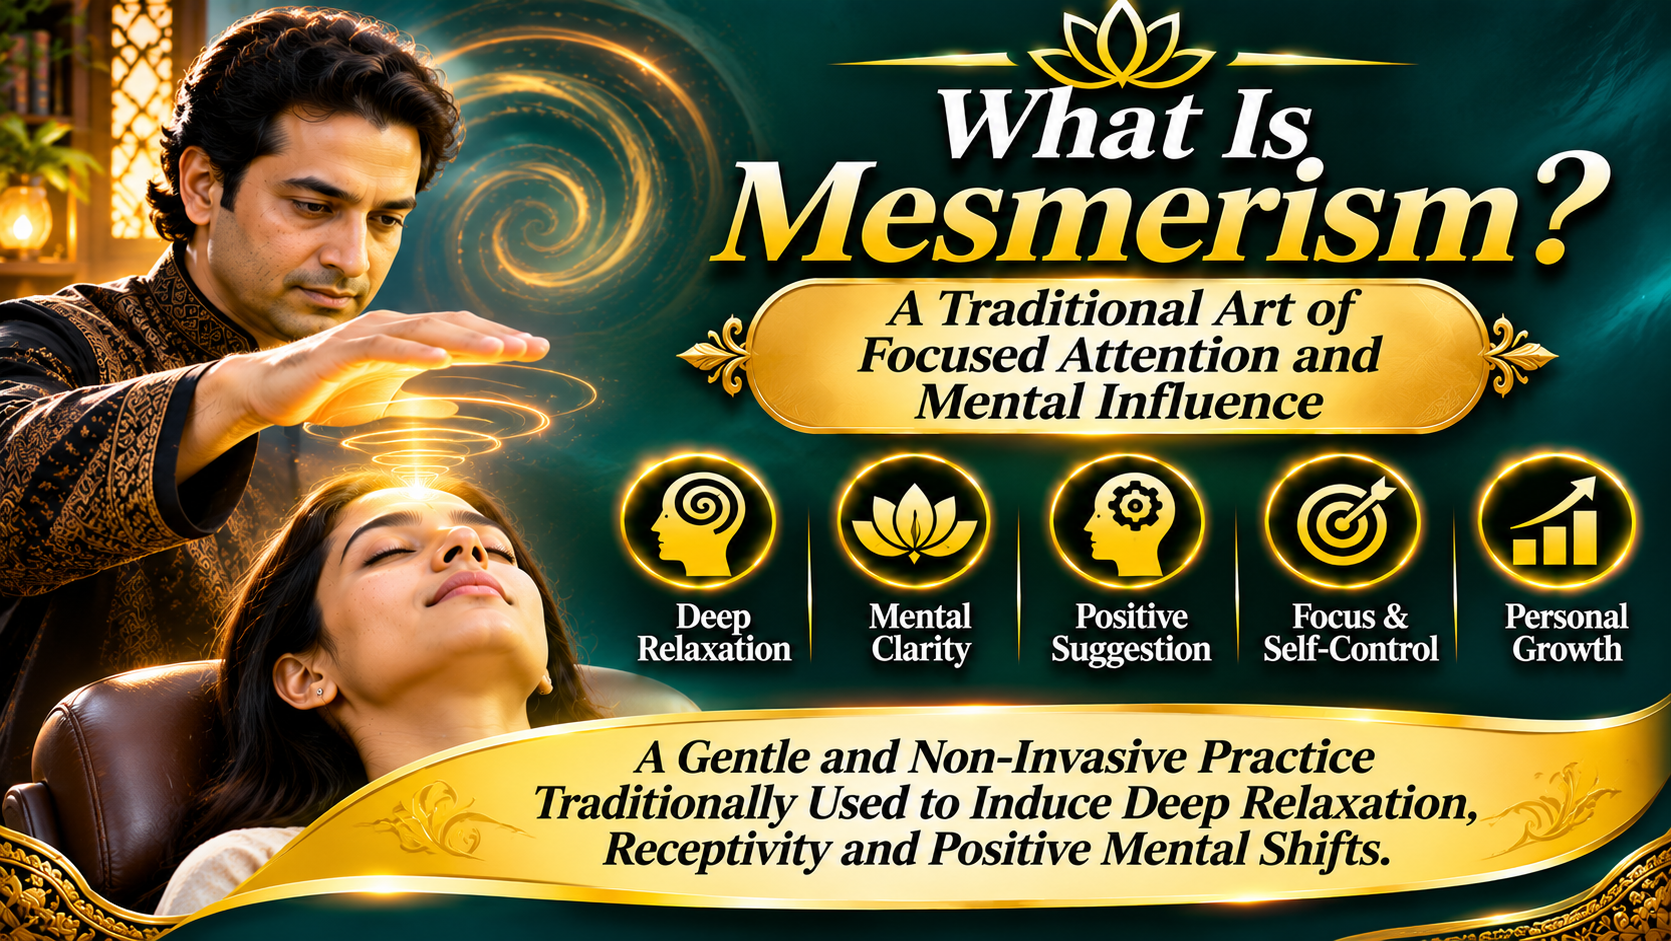 What Is
Mesmerism?
A Traditional Art of
Focused Attention and
Mental Influence
Deep
Relaxation
Mental
Clarity
Positive
Suggestion
Focus &
Self-Control
Personal
Growth
A Gentle and Non-Invasive Practice
Traditionally Used to Induce Deep Relaxation,
Receptivity and Positive Mental Shifts.